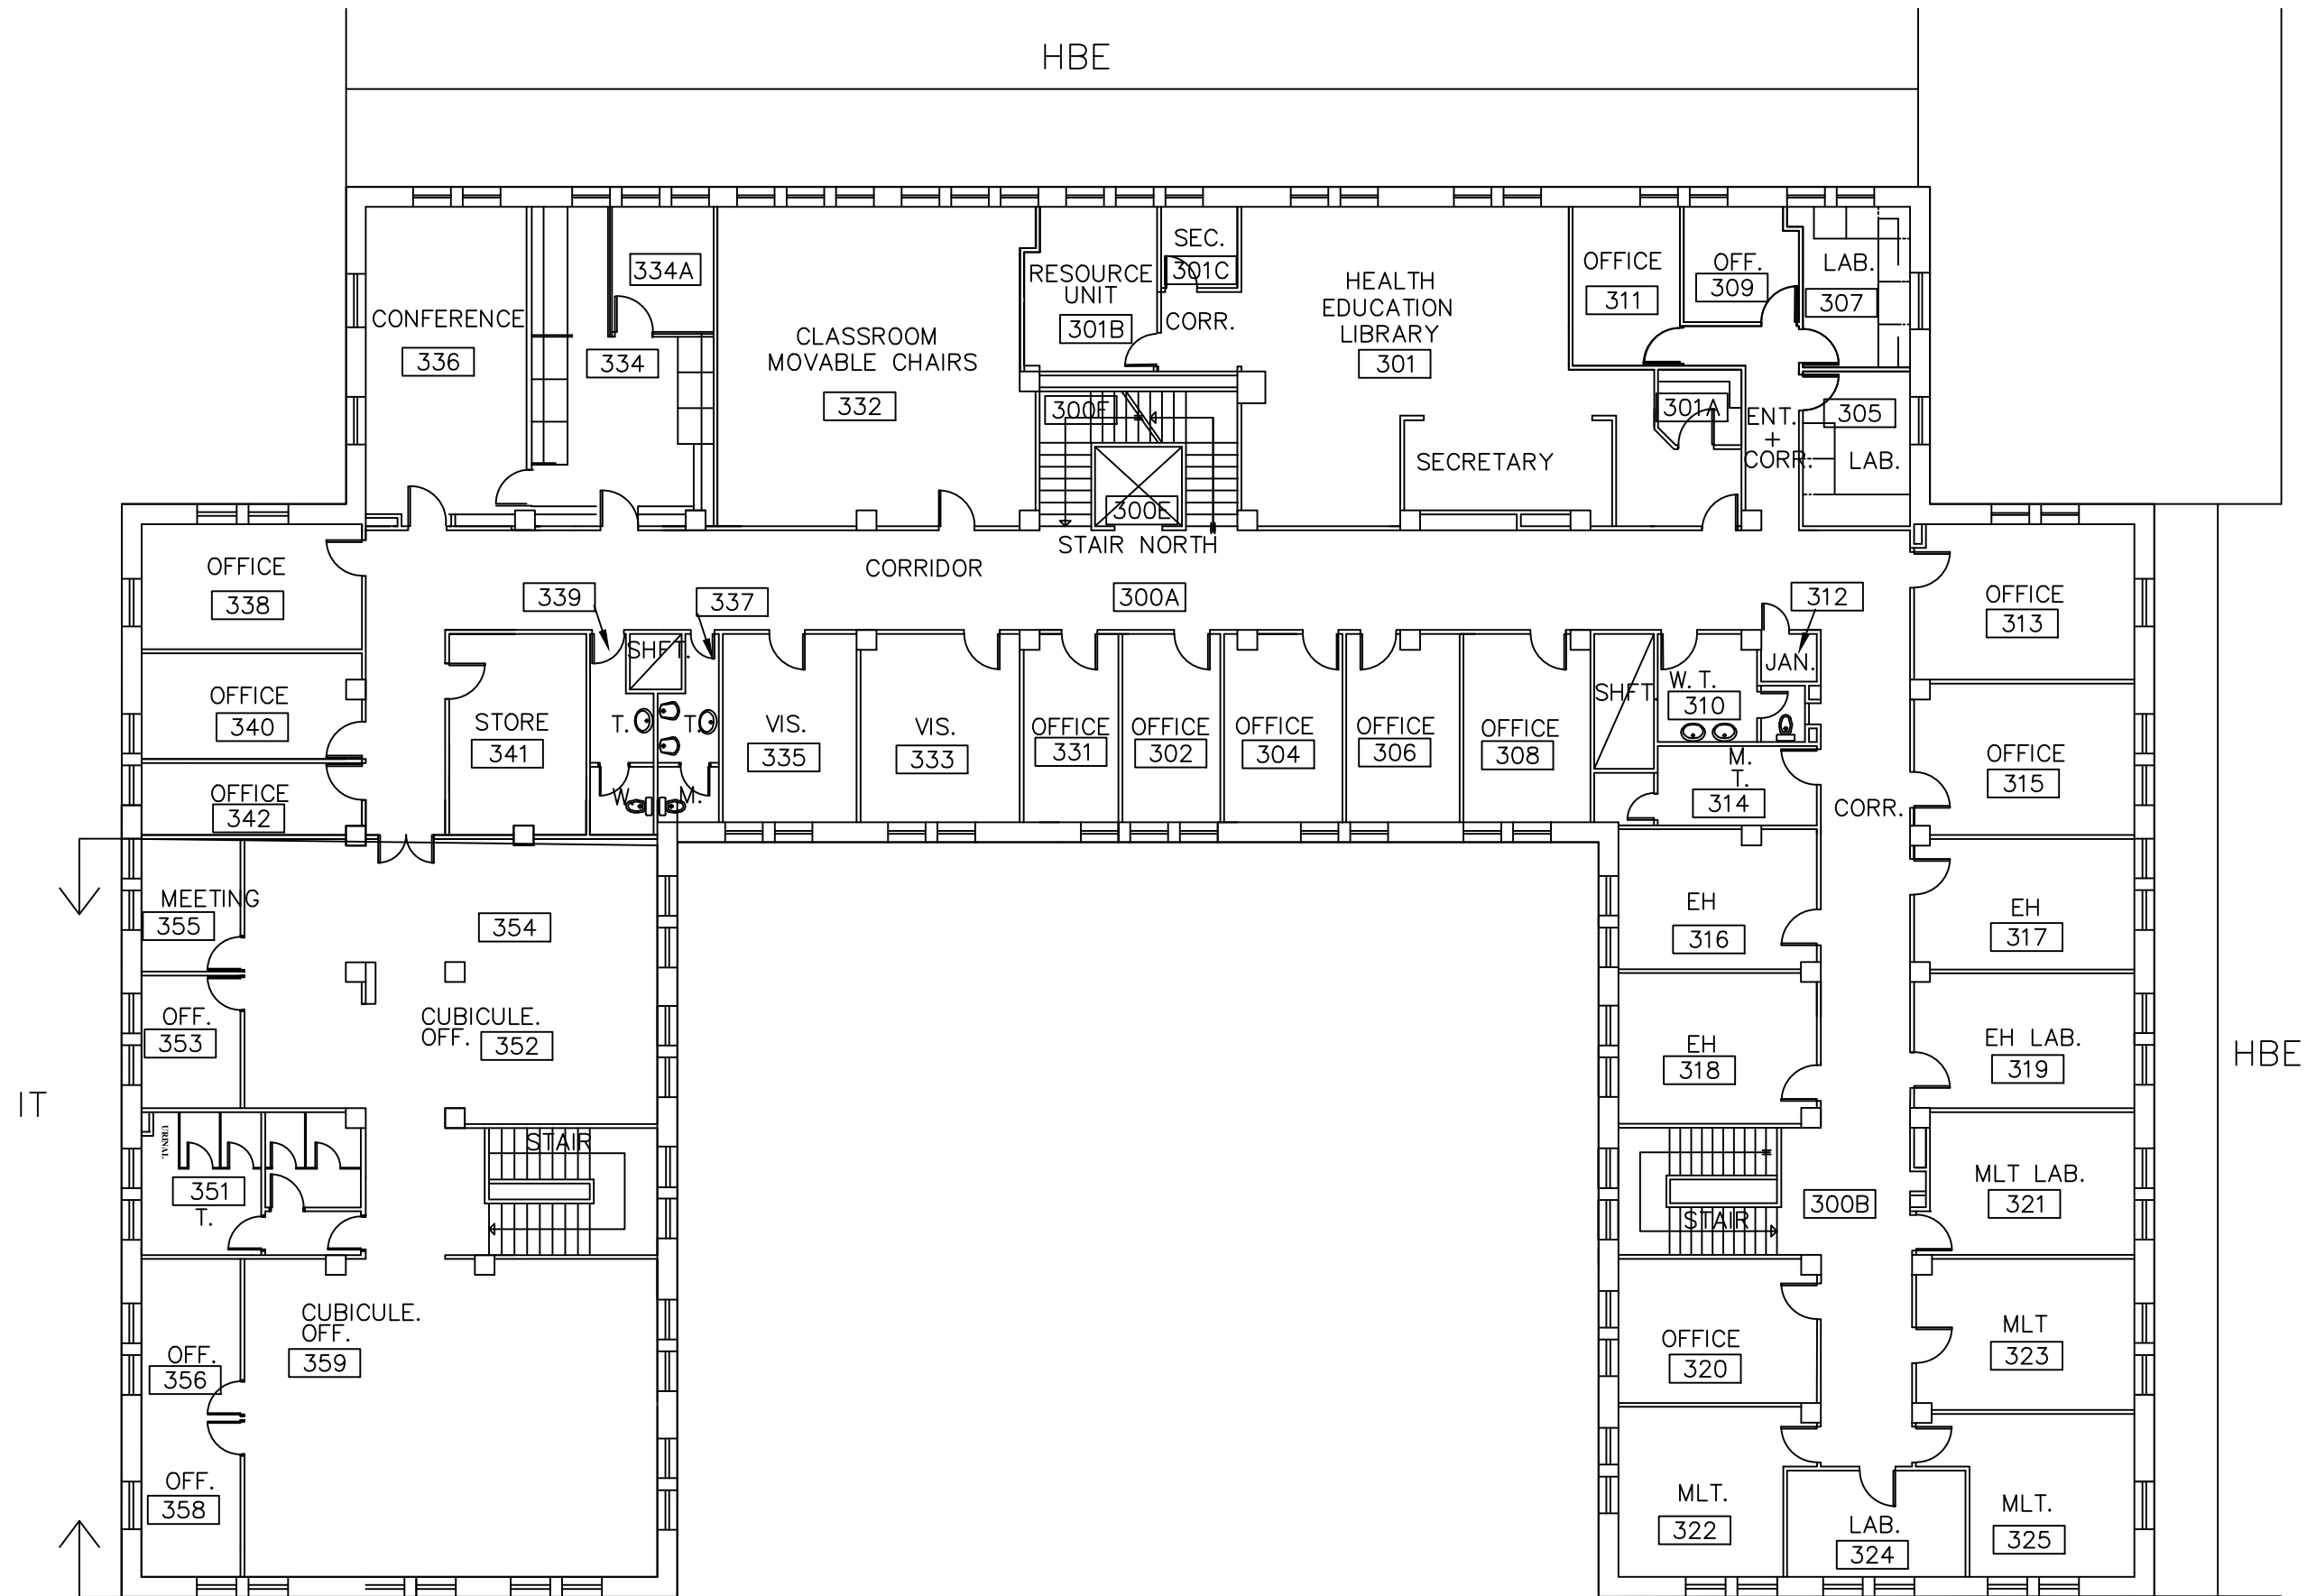 HBE
SEC.
301C
334A
RESOURCE
UNIT
301B
CORR.
HEALTH
EDUCATION
LIBRARY
301
OFFICE
311
OFF.
309
LAB.
307
CONFERENCE
336
334
CLASSROOM
MOVABLE CHAIRS
332
300F
300E
STAIR NORTH
SECRETARY
301A
ENT.
+
CORR.
305
LAB.
CORRIDOR
300A
339
337
312
OFFICE
338
OFFICE
340
OFFICE
342
STORE
341
SHFT.
T.
T.
W.
M.
VIS.
335
VIS.
333
OFFICE
331
OFFICE
302
OFFICE
304
OFFICE
306
OFFICE
308
SHFT.
W. T.
310
JAN.
M.
T.
314
CORR.
OFFICE
313
OFFICE
315
MEETING
355
354
OFF.
353
CUBICULE.
OFF.
352
EH
316
EH
317
EH
318
EH LAB.
319
IT
HBE
URINAL
351
T.
STAIR
STAIR
300B
MLT LAB.
321
CUBICULE.
OFF.
359
OFF.
356
OFF.
358
OFFICE
320
MLT
323
MLT.
322
LAB.
324
MLT.
325